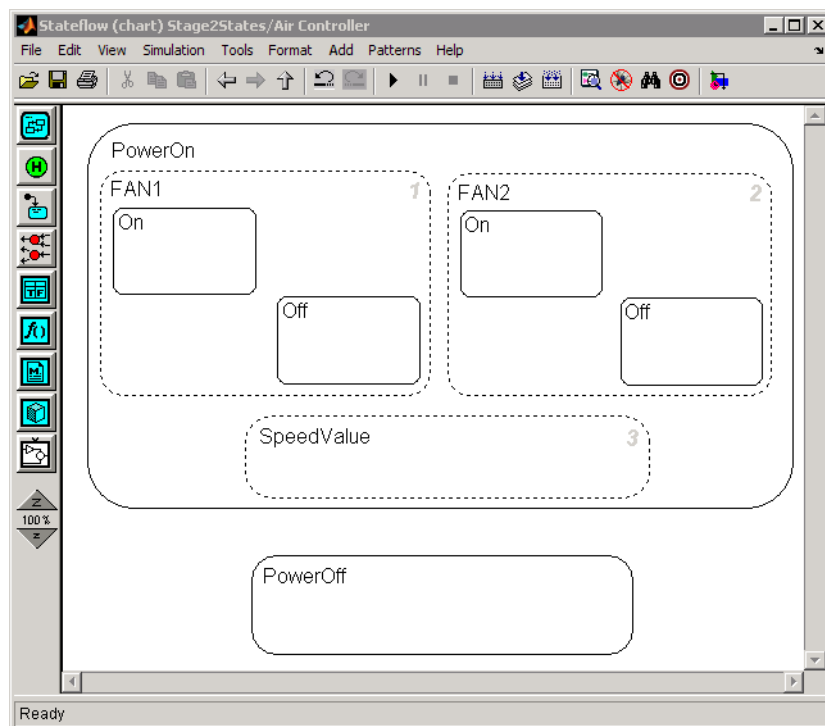 Stateflow (chart) Stage2States/Air Controller
File Edit View Simulation Tools Format Add Patterns Help
PowerOn
FAN1 1
FAN2 2
On
On
Off
Off
SpeedValue 3
PowerOff
H
TF
f()
M
Z
100 %
z
Ready